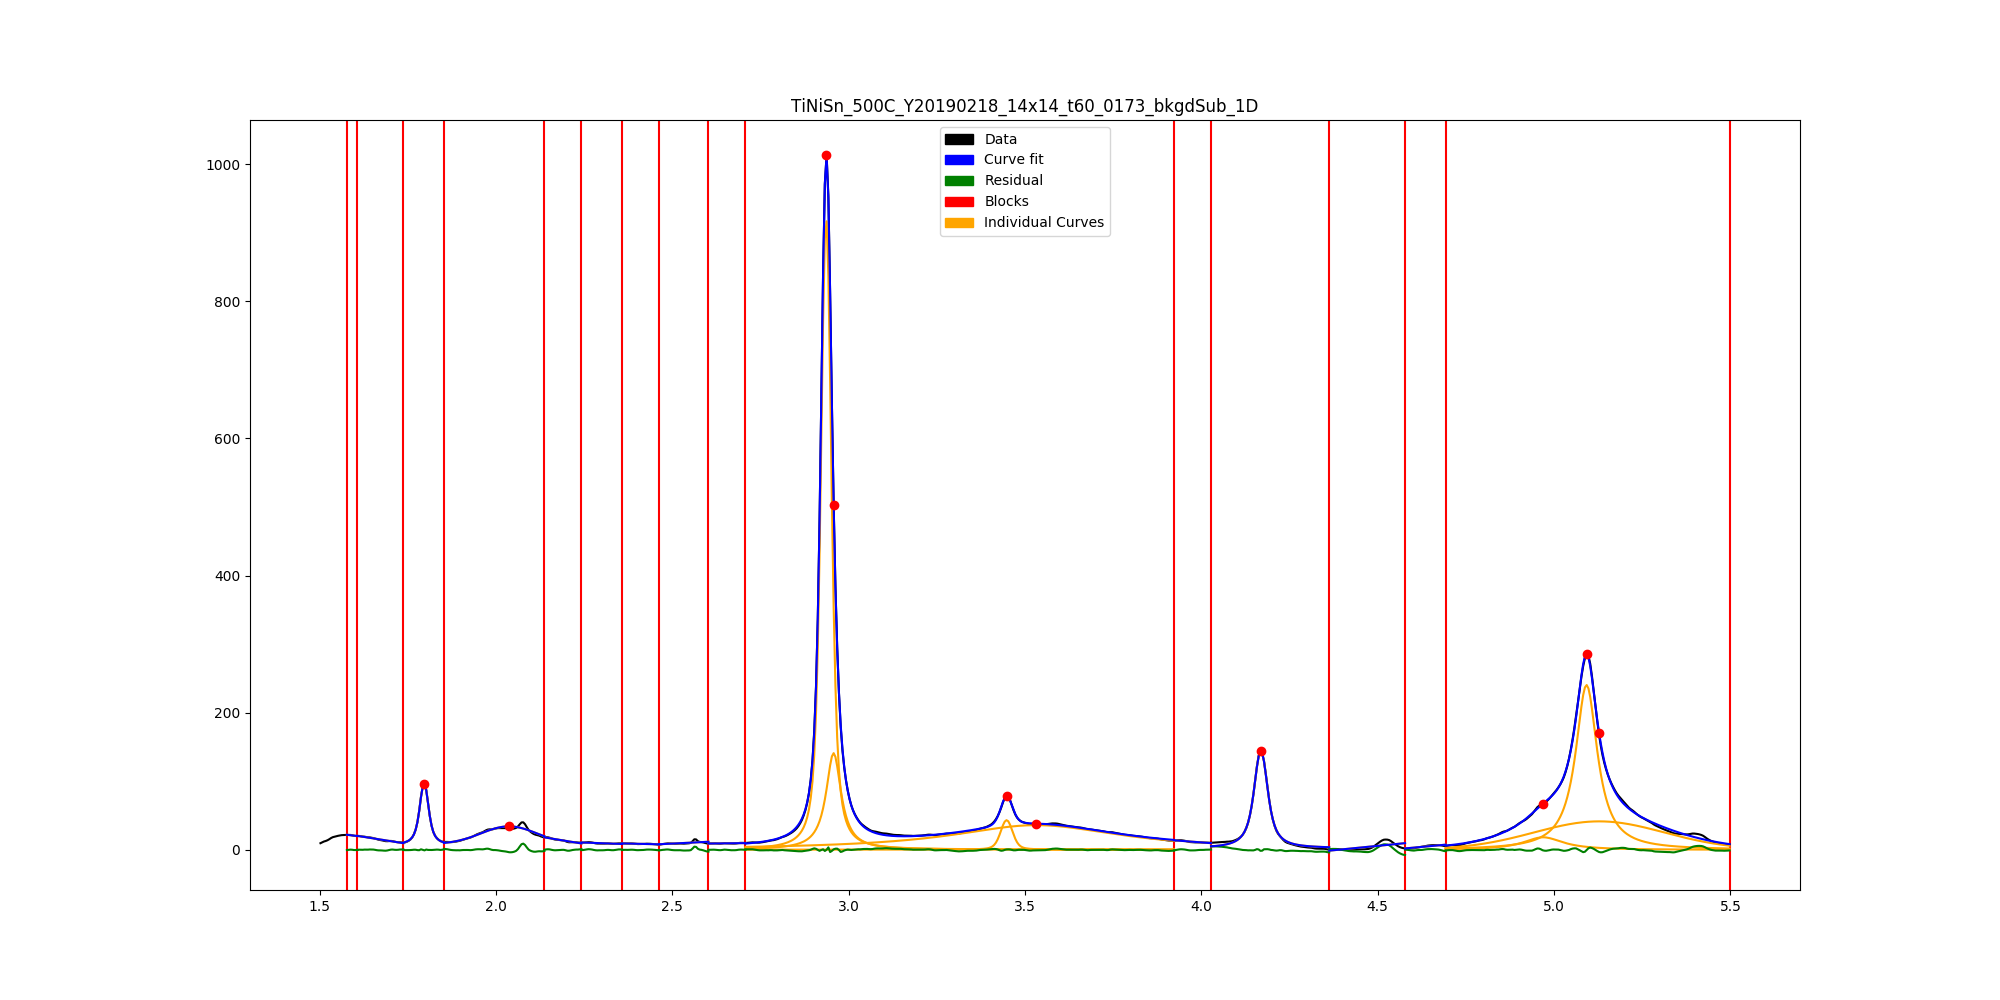 TiNiSn_500C_Y20190218_14x14_t60_0173_bkgdSub_1D
Data
Curve fit
Residual
Blocks
Individual Curves
1000
800
600
400
200
0
1.5 2.0 2.5 3.0 3.5 4.0 4.5 5.0 5.5